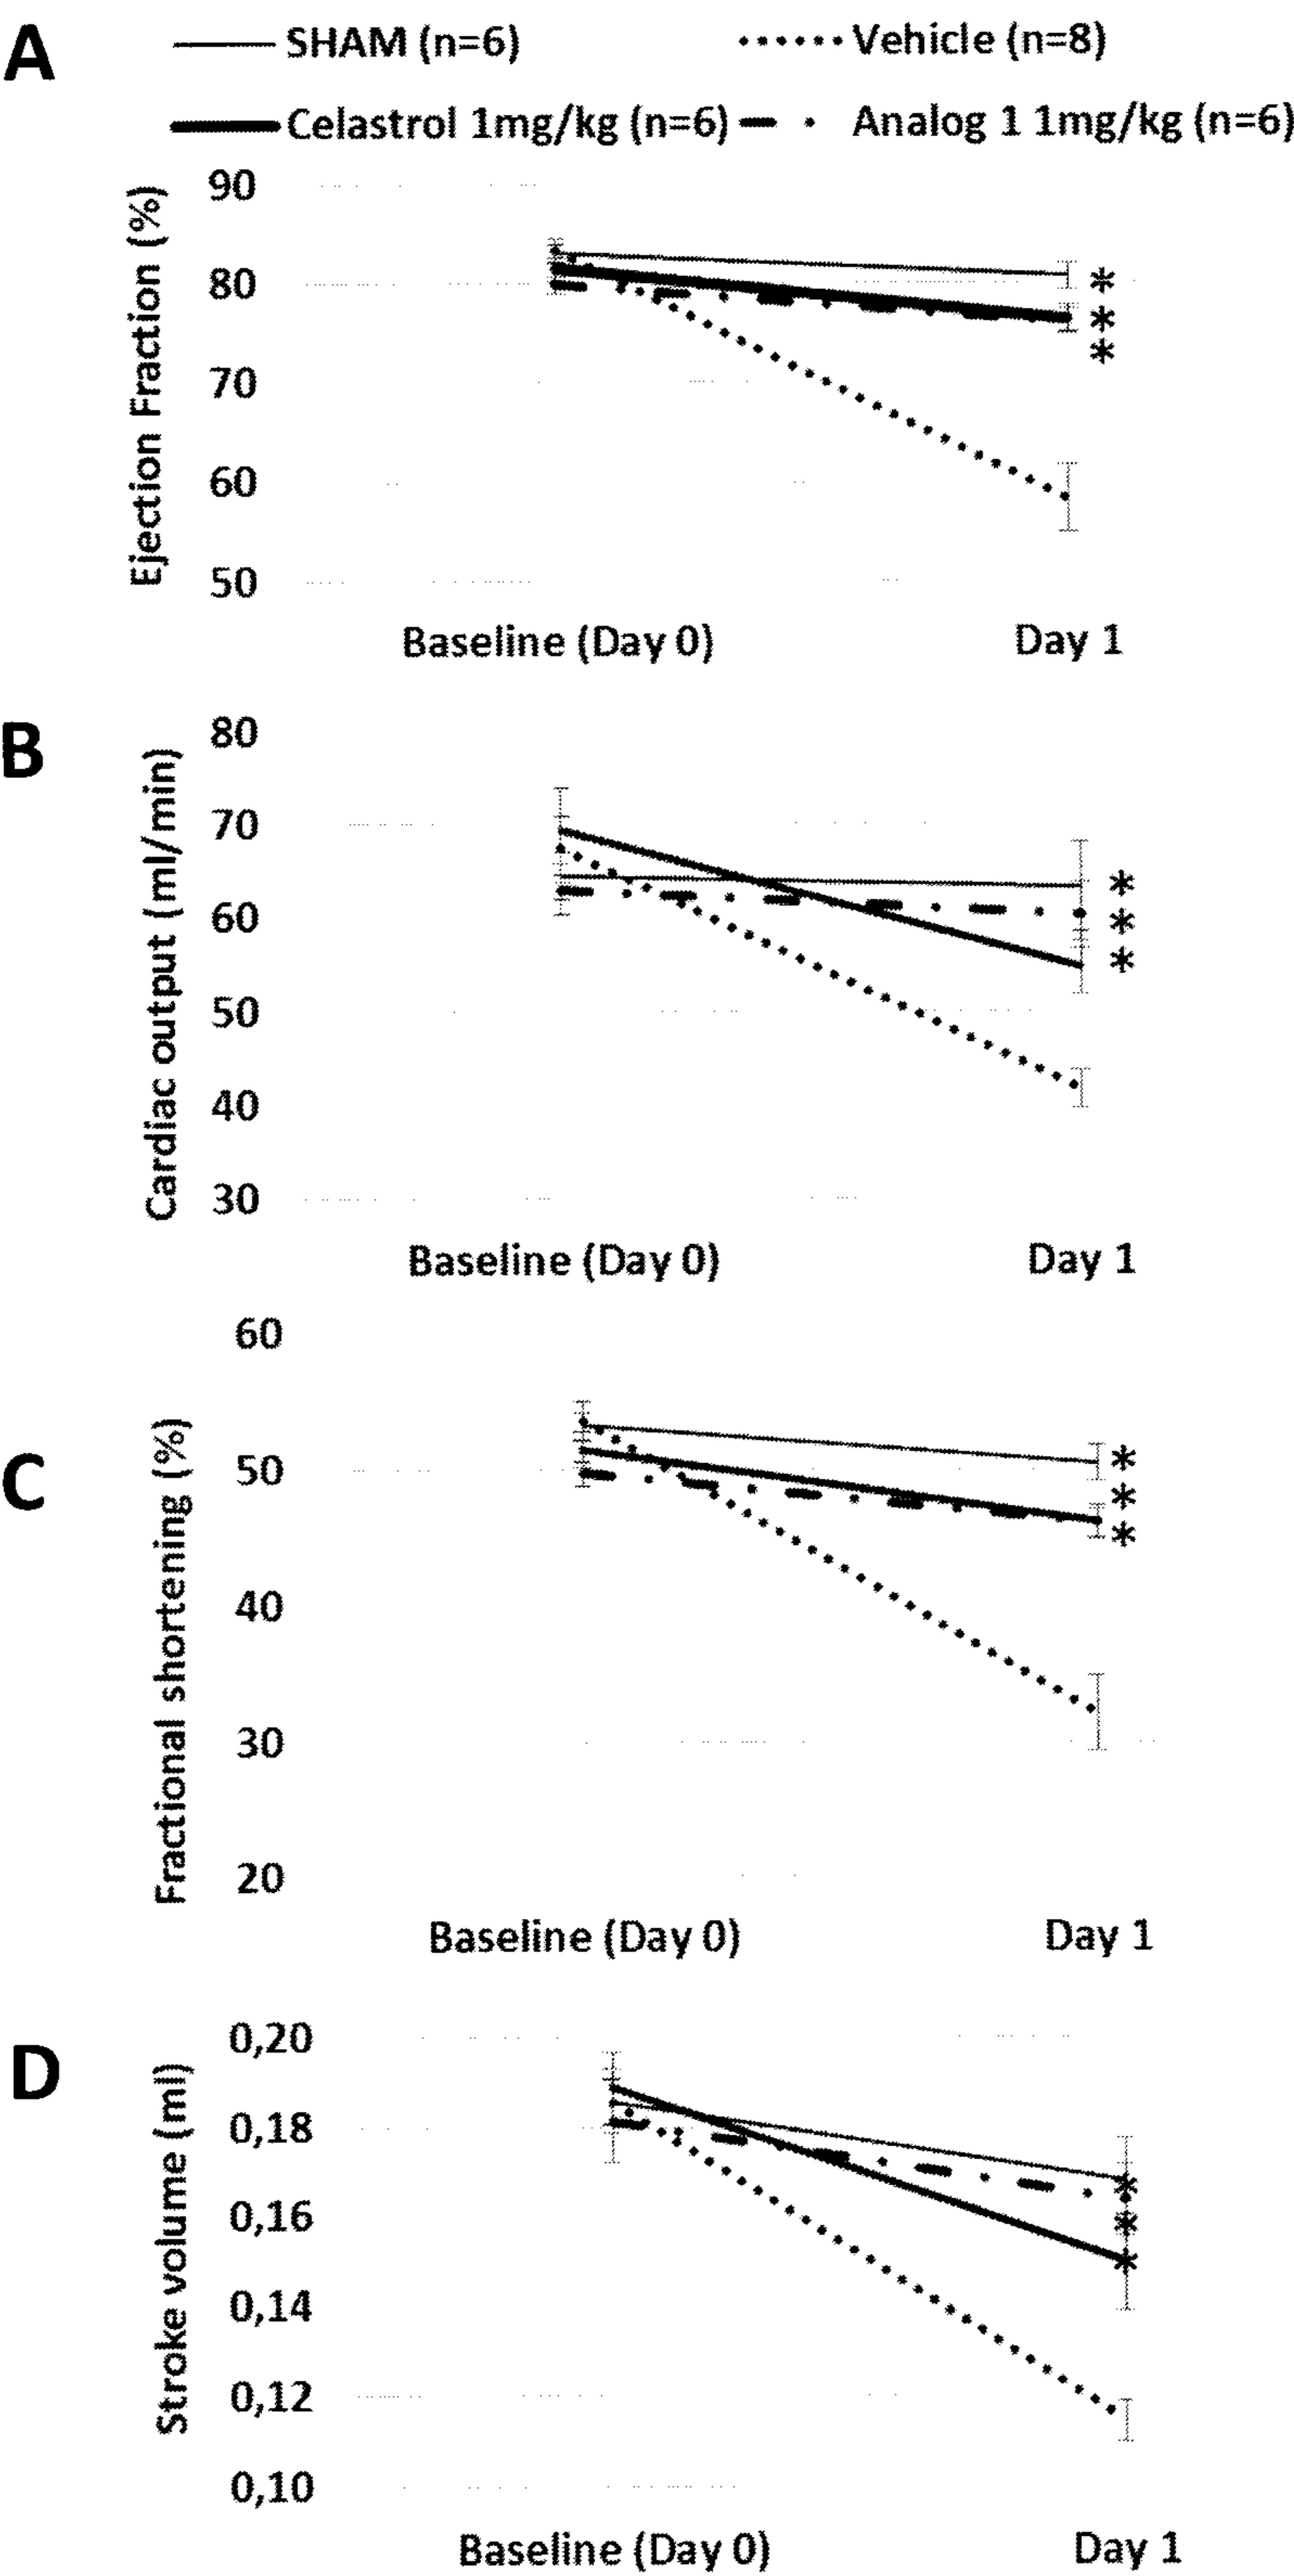 A
SHAM (n=6)
Vehicle (n=8)
Celastrol 1mg/kg (n=6)
Analog 1 1mg/kg (n=6)
Ejection Fraction (%)
90
80
70
60
50
*
*
*
Baseline (Day 0)
Day 1
B
Cardiac output (ml/min)
80
70
60
50
40
30
*
*
*
Baseline (Day 0)
Day 1
C
Fractional shortening (%)
60
50
40
30
20
*
*
*
Baseline (Day 0)
Day 1
D
Stroke volume (ml)
0,20
0,18
0,16
0,14
0,12
0,10
*
*
*
Baseline (Day 0)
Day 1